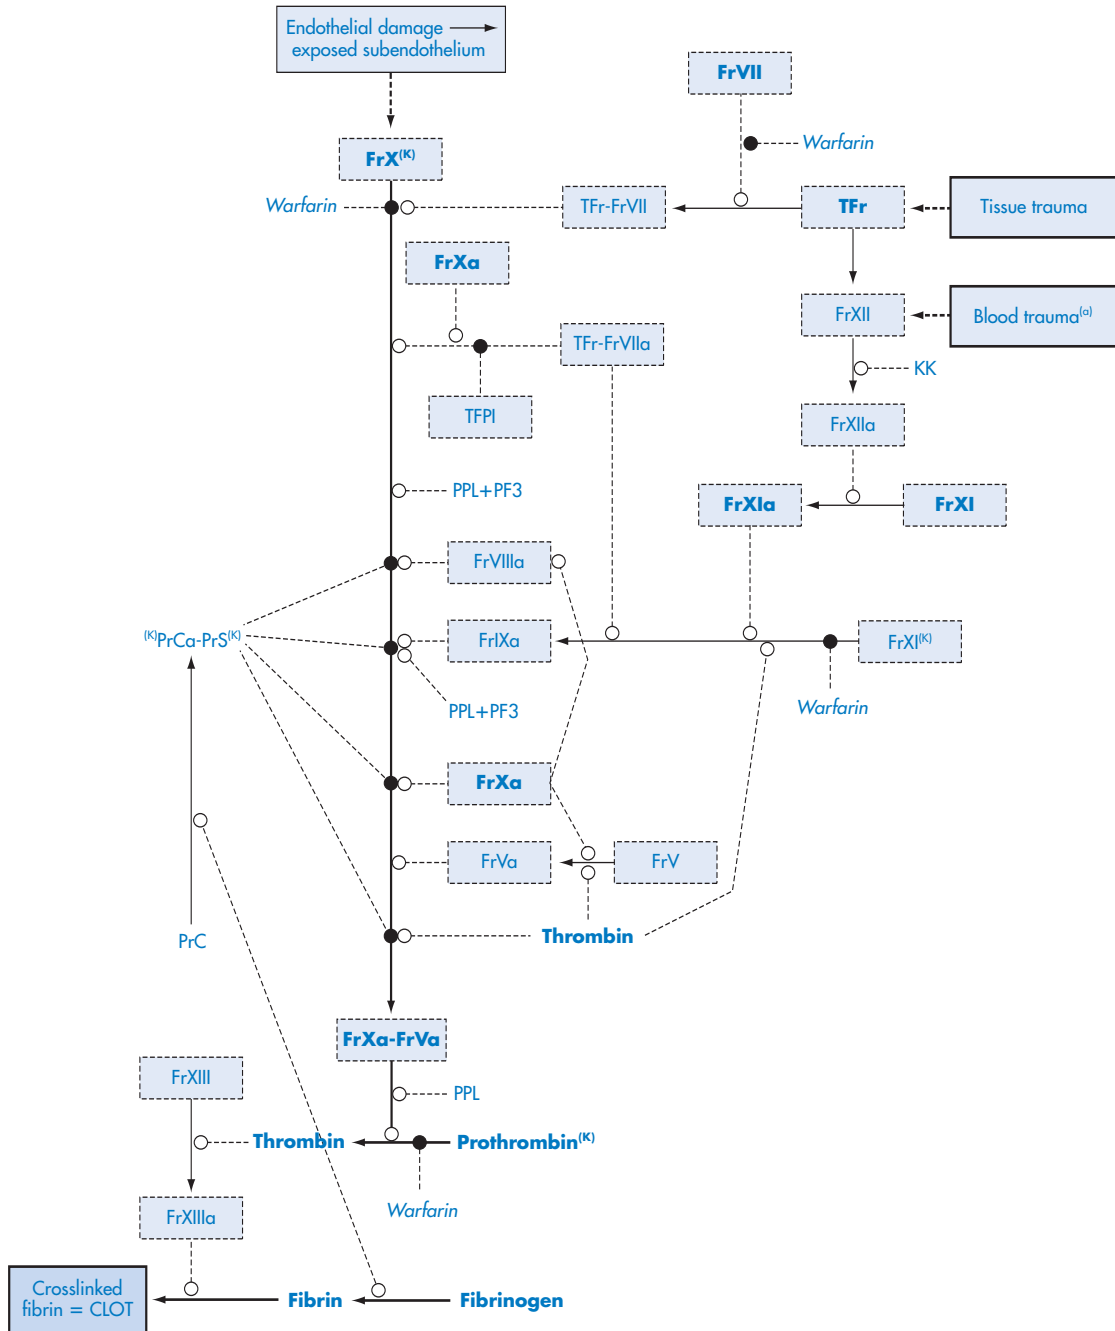 Endothelial damage
exposed subendothelium
FrVII
Warfarin
FrX(K)
Warfarin
TFr-FrVII
TFr
Tissue trauma
FrXa
FrXII
Blood trauma(a)
TFr-FrVIIa
KK
TFPI
FrXIIa
PPL+PF3
FrXIa
FrXI
FrVIIIa
(K)PrCa-PrS(K)
FrIXa
FrXI(K)
PPL+PF3
Warfarin
FrXa
FrVa
FrV
PrC
Thrombin
FrXa-FrVa
FrXIII
PPL
Thrombin
Prothrombin(K)
Warfarin
FrXIIIa
Crosslinked
fibrin = CLOT
Fibrin
Fibrinogen